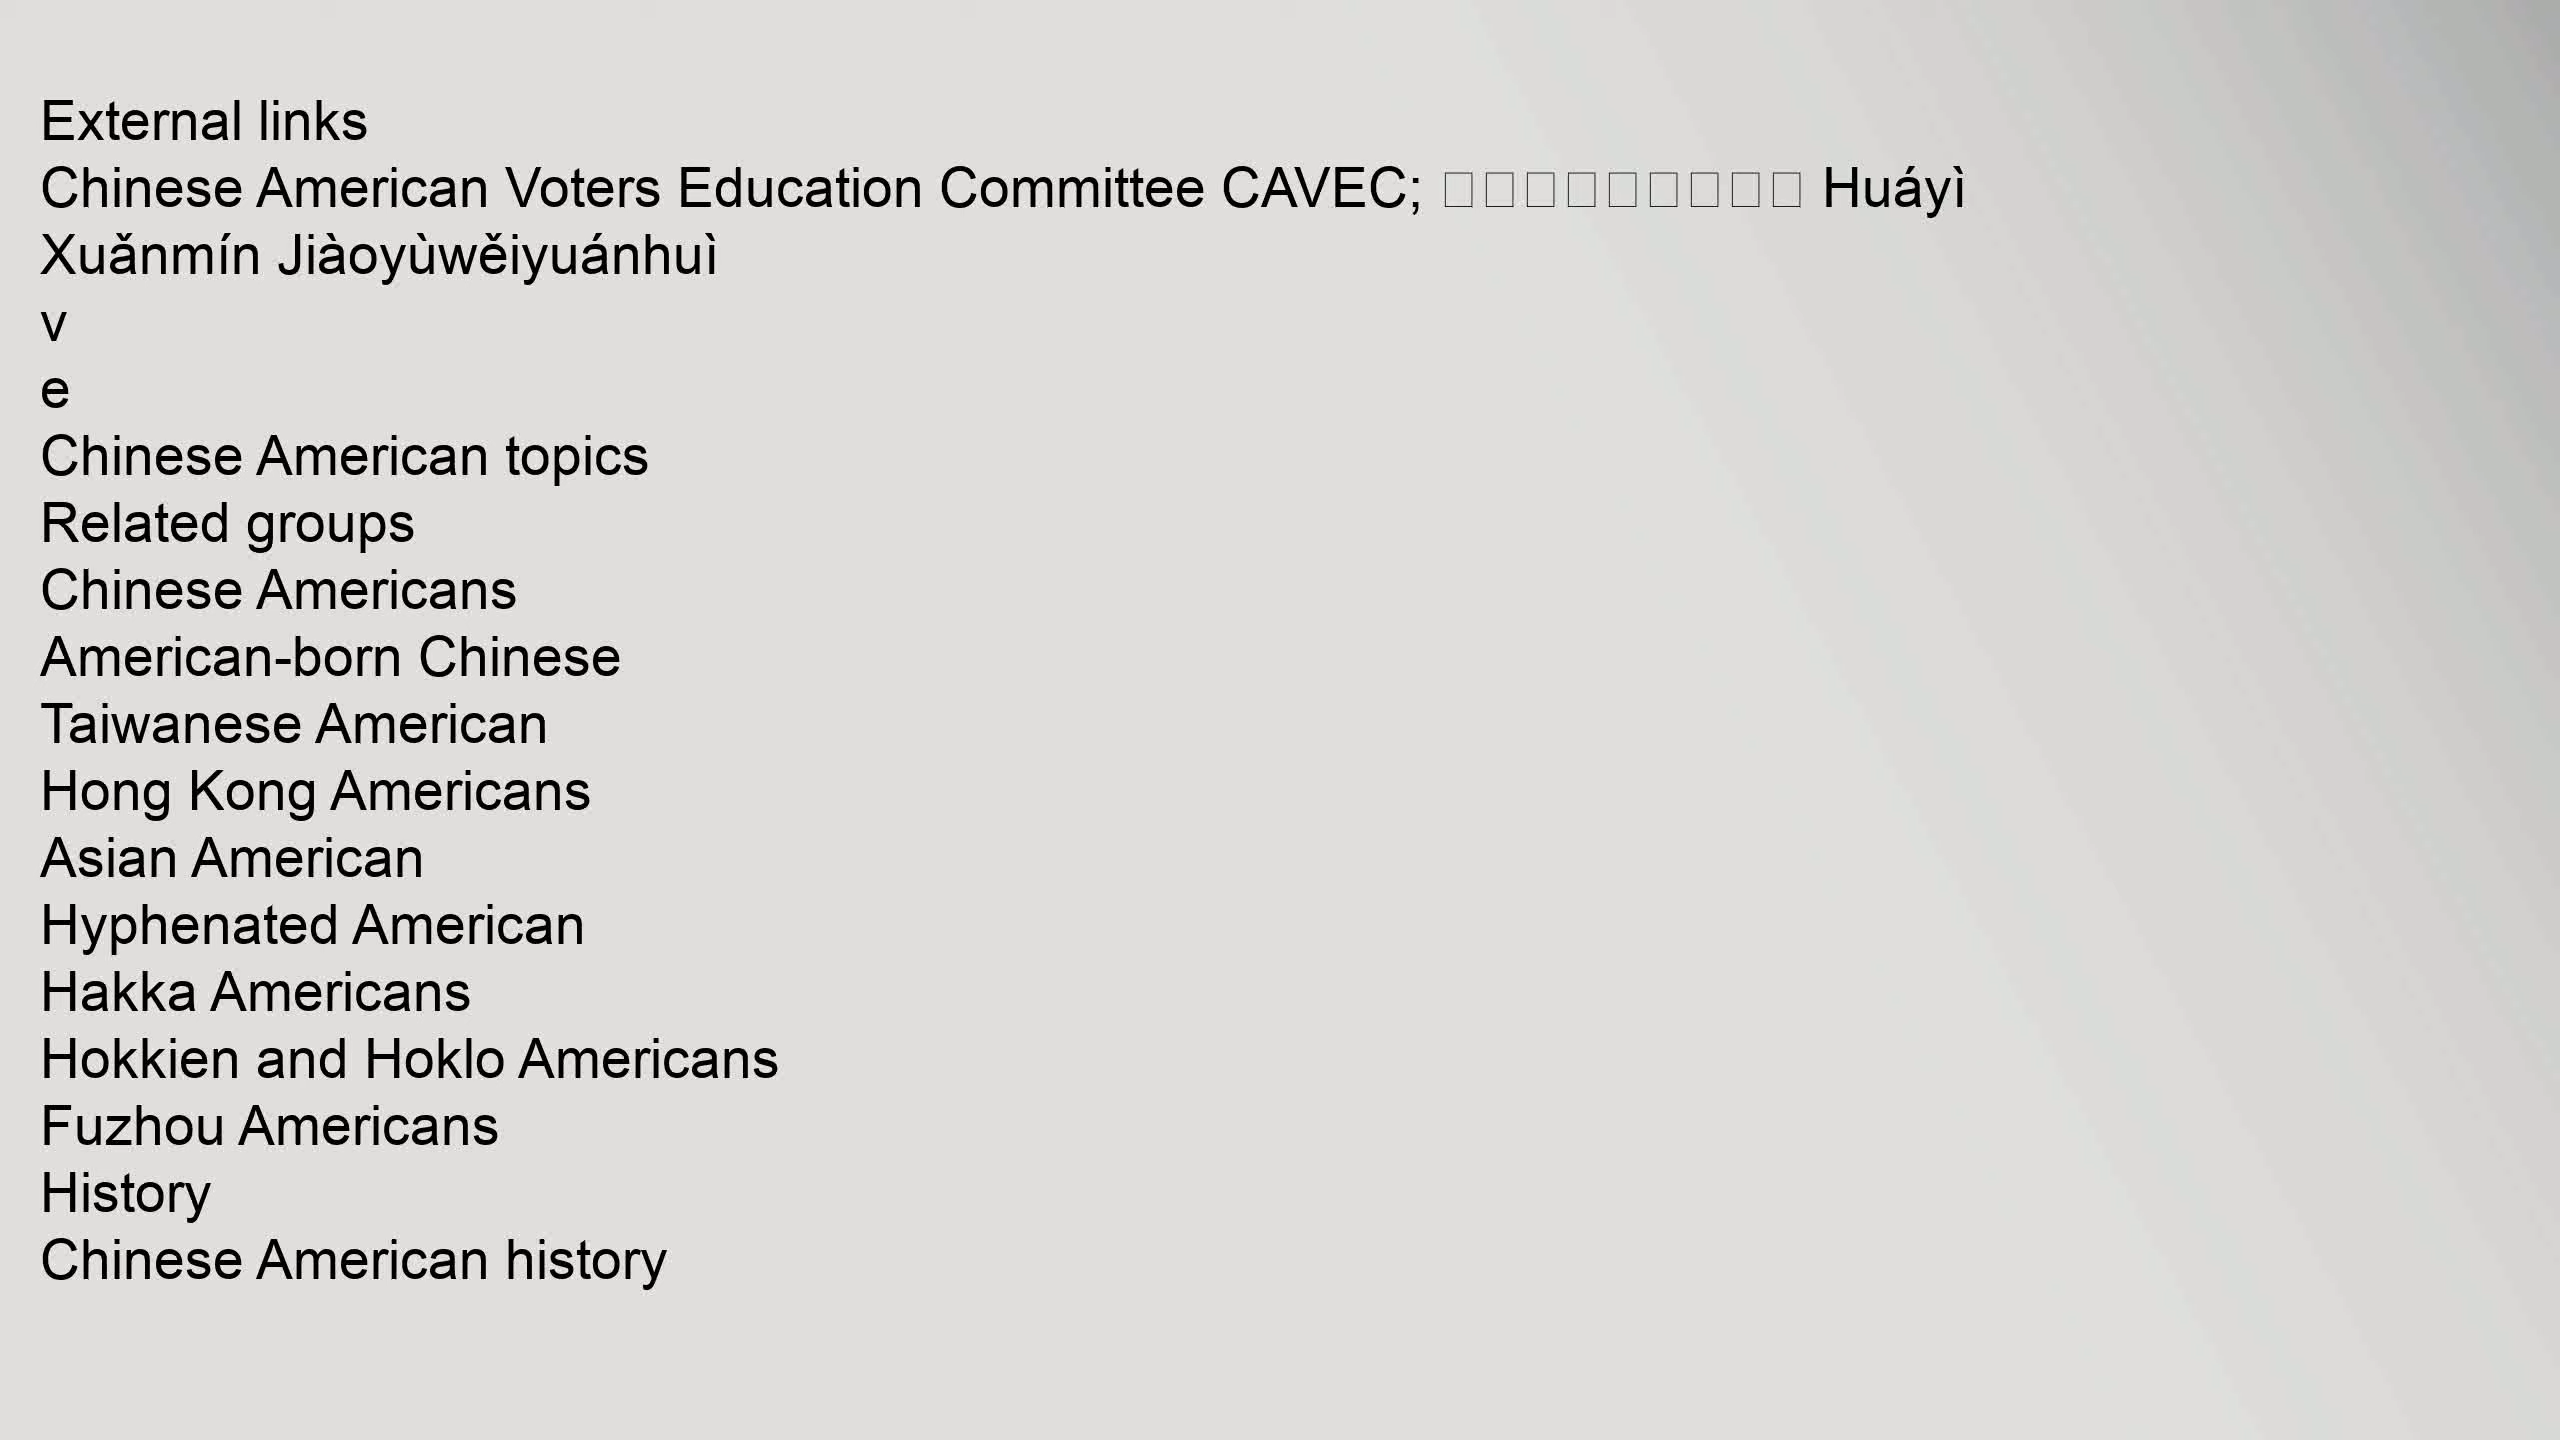 External links
Chinese American Voters Education Committee CAVEC; □□□□□□□□□ Huáyì
Xuǎnmín Jiàoyùwěiyuánhuì
v
e
Chinese American topics
Related groups
Chinese Americans
American-born Chinese
Taiwanese American
Hong Kong Americans
Asian American
Hyphenated American
Hakka Americans
Hokkien and Hoklo Americans
Fuzhou Americans
History
Chinese American history